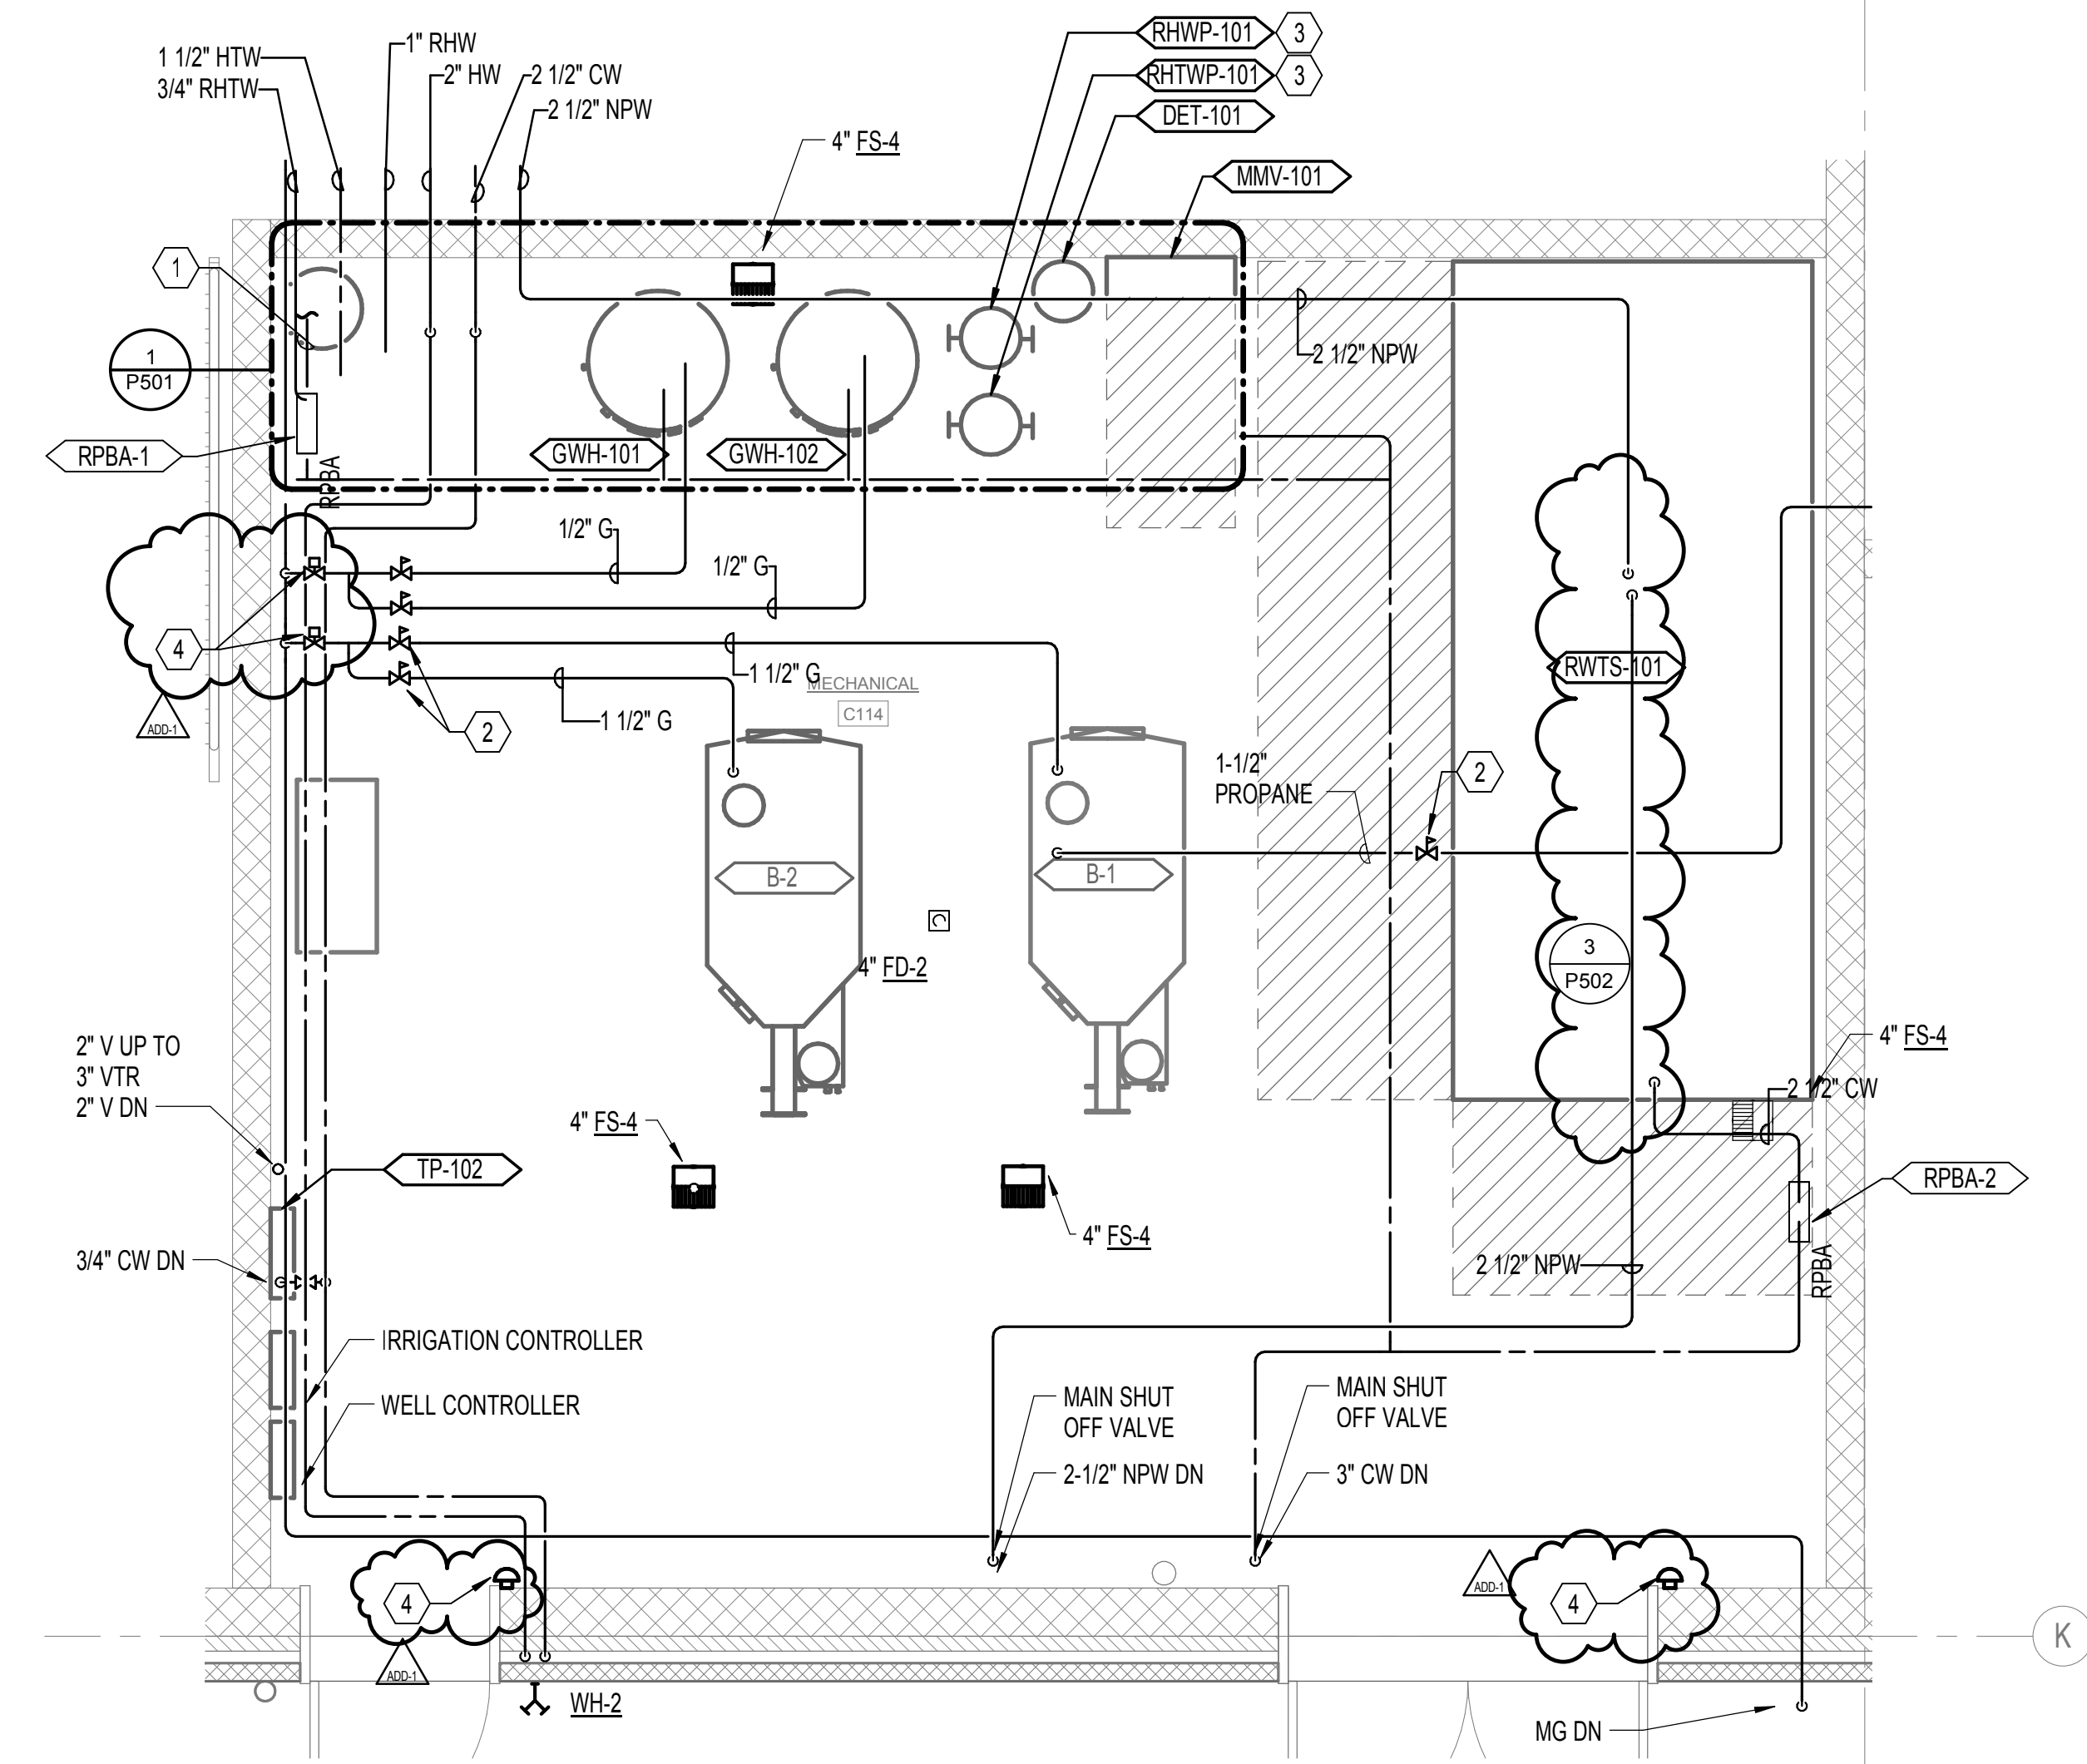 RHWP-101
3
1 1/2" HTW
1" RHW
3/4" RHTW
2" HW
2 1/2" CW
RHTWP-101
3
2 1/2" NPW
DET-101
4" FS-4
MMV-101
1
1
P501
2 1/2" NPW
RPBA-1
RPBA
GWH-101
GWH-102
1/2" G
1/2" G
4
RWTS-101
1 1/2" G
MECHANICAL
C114
ADD-1
1 1/2" G
2
1-1/2"
PROPANE
2
B-2
B-1
4" FD-2
3
P502
2" V UP TO
3" VTR
2" V DN
4" FS-4
2 1/2" CW
4" FS-4
TP-102
RPBA-2
4" FS-4
3/4" CW DN
2 1/2" NPW
RPBA
IRRIGATION CONTROLLER
WELL CONTROLLER
MAIN SHUT
OFF VALVE
MAIN SHUT
OFF VALVE
2-1/2" NPW DN
3" CW DN
4
ADD-1
ADD-1
4
K
WH-2
MG DN